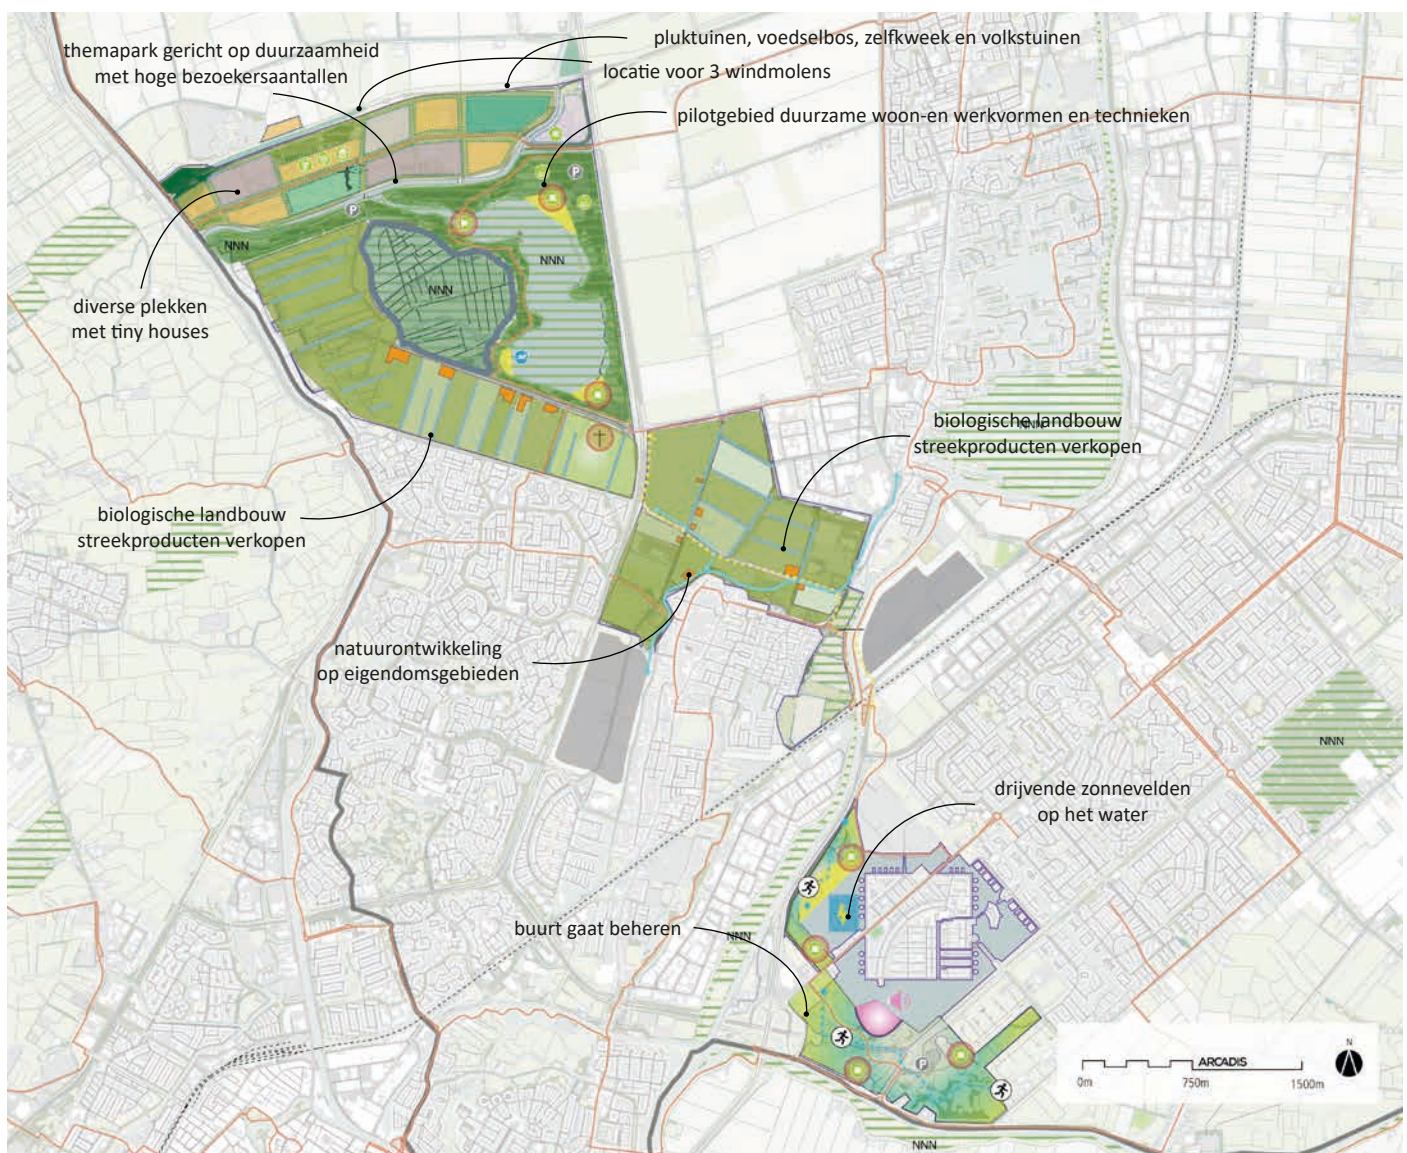 pluktuinen, voedselbos, zelfkweek en volkstuinen
themapark gericht op duurzaamheid
met hoge bezoekersaantallen
locatie voor 3 windmolens
pilotgebied duurzame woon-en werkvormen en technieken
P
P
NNN
NNN
NNN
diverse plekken
met tiny houses
biologische landbouw
NNN
streekproducten verkopen
biologische landbouw
streekproducten verkopen
natuurontwikkeling
op eigendomsgebieden
NNN
drijvende zonnevelden
op het water
buurt gaat beheren
NNN
P
N
ARCADIS
0m
750m
1500m
NNN